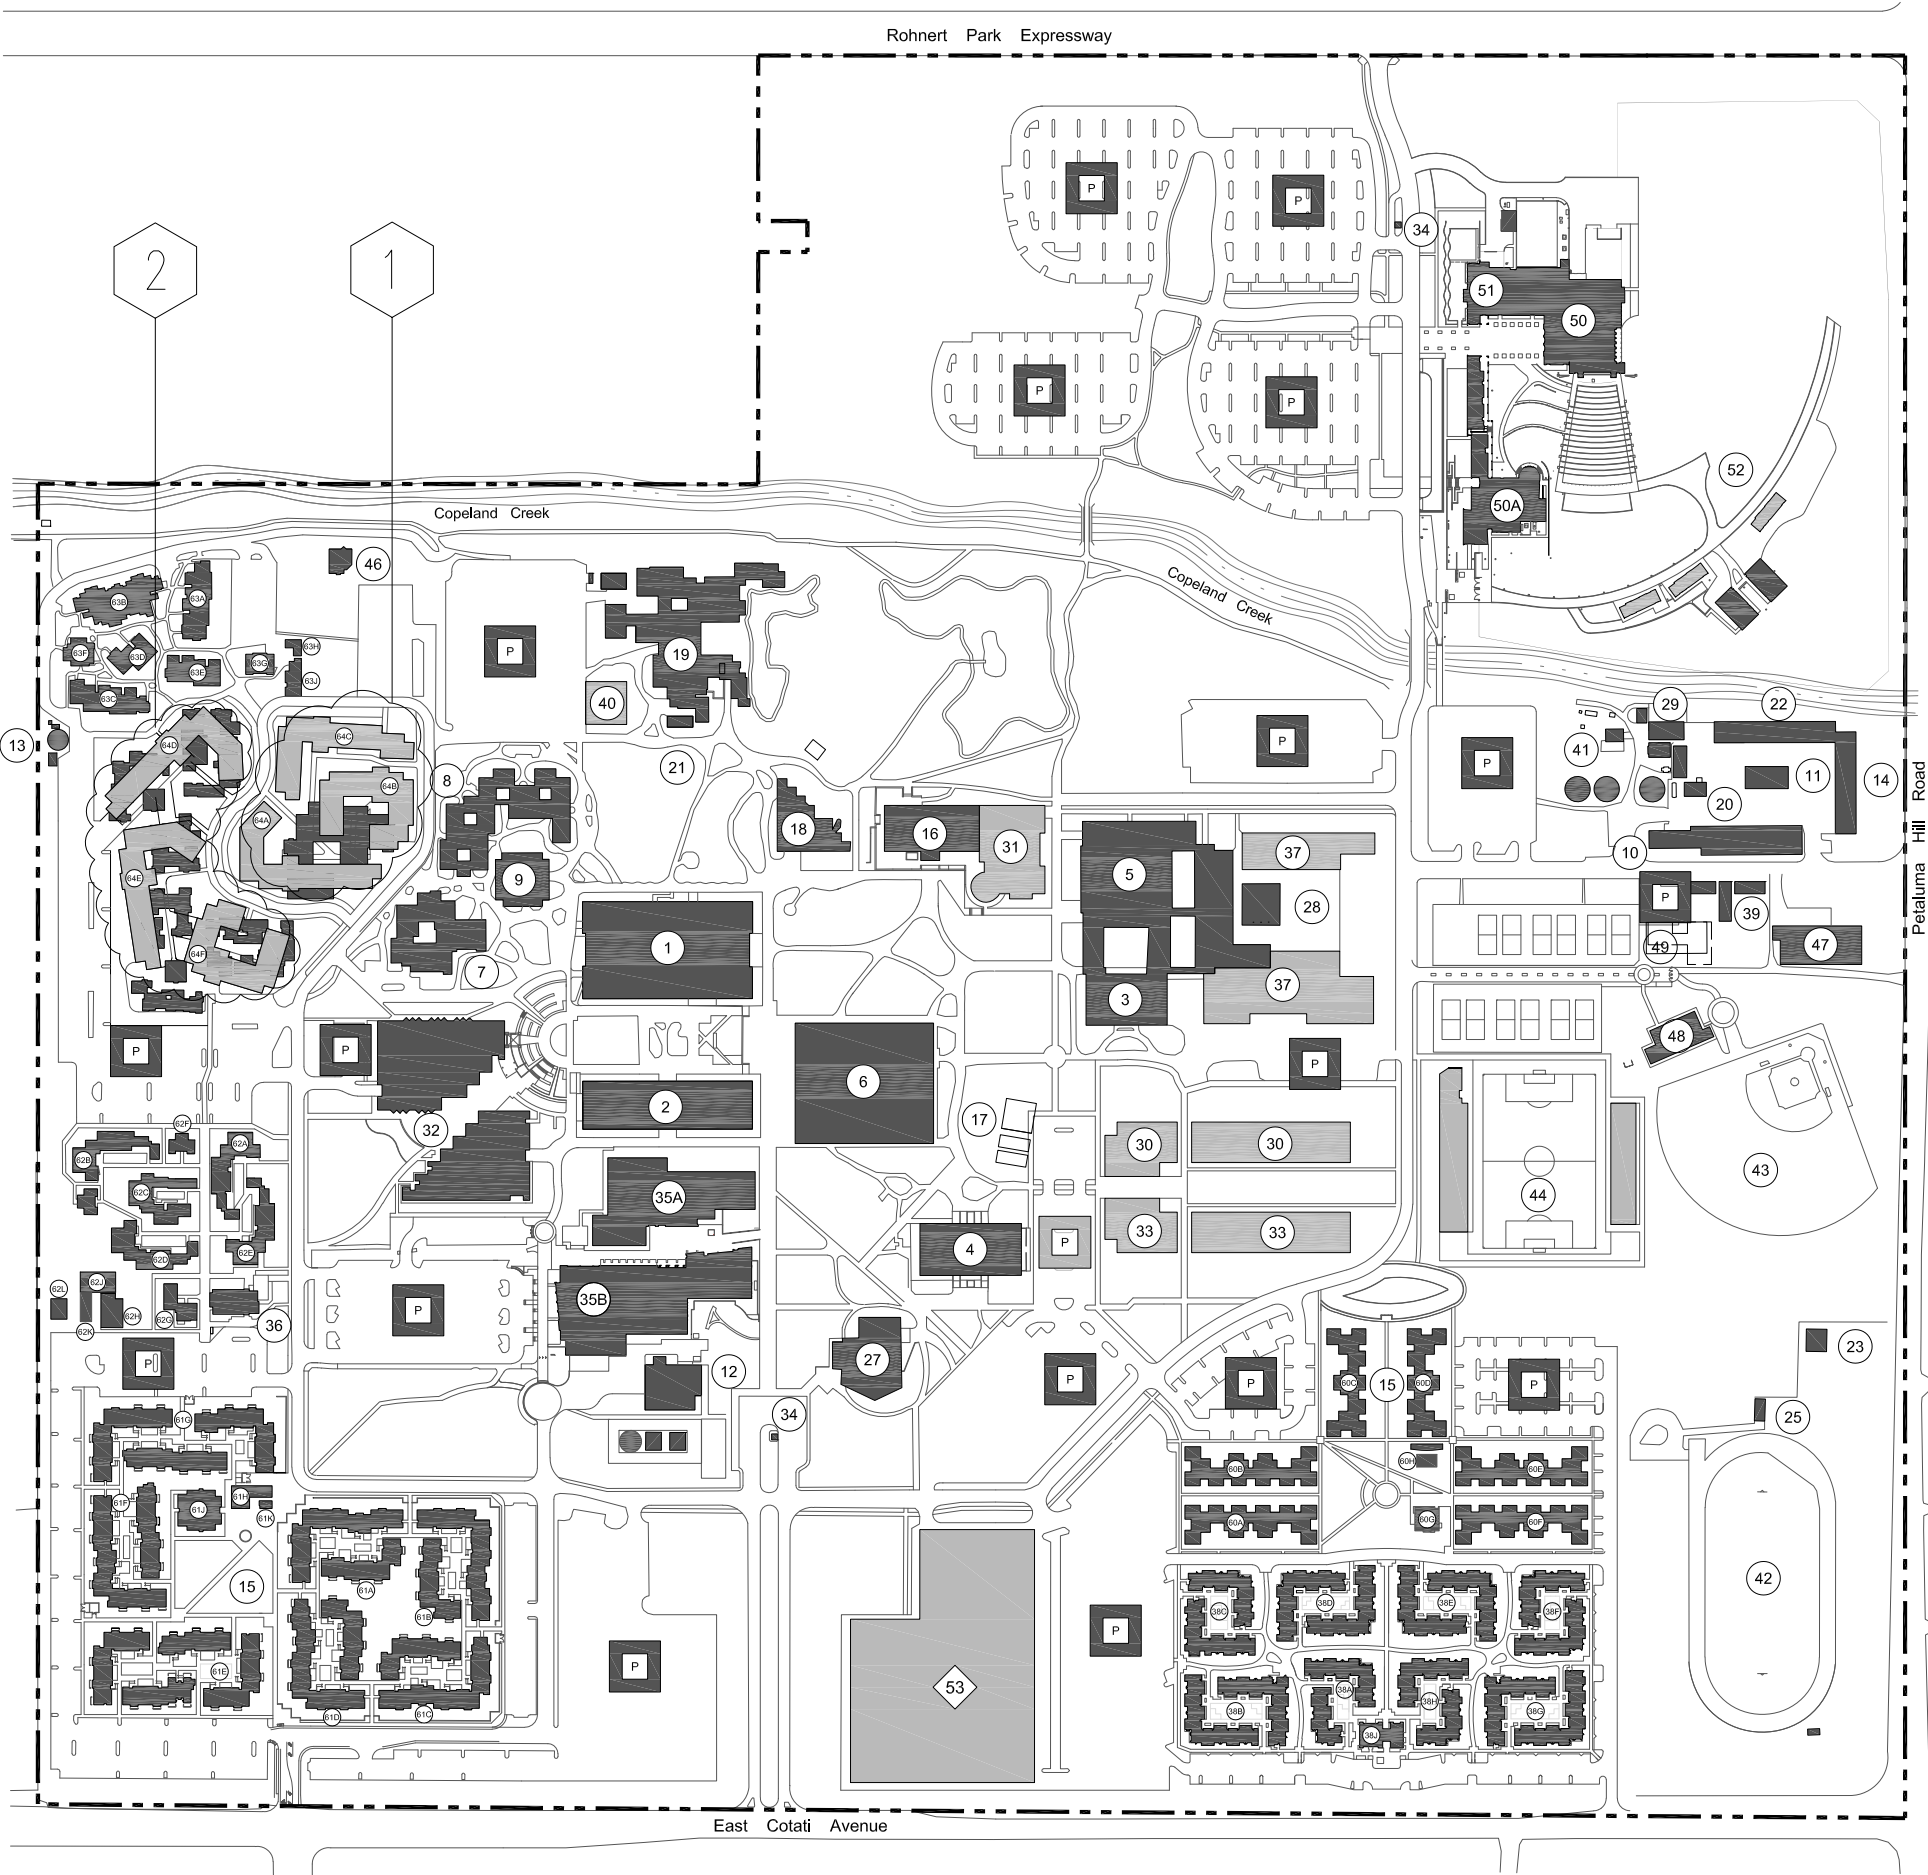 Rohnert Park Expressway
P
P
34
2
1
51
50
P
P
52
Copeland Creek
50A
46
Copeland Creek
63B
63A
63F
63D
63E
63G
63H
63J
63C
P
19
40
29
22
13
64D
64C
21
P
P
41
11
14
Petaluma Hill Road
8
64B
20
64A
18
16
31
37
10
5
64E
9
28
P
39
1
49
47
64F
7
3
37
P
P
6
P
48
2
17
32
62F
62A
62B
30
30
43
62C
35A
44
33
33
62D
62E
4
P
62J
62L
35B
P
62H
62G
62K
36
23
P
27
12
P
P
60C
15
60D
P
34
25
61G
60H
60B
60E
61F
61J
61H
61K
60A
60G
60F
15
61A
61B
42
38C
38D
38E
38F
P
61E
P
53
38A
38H
38B
38G
61D
61C
38J
East Cotati Avenue